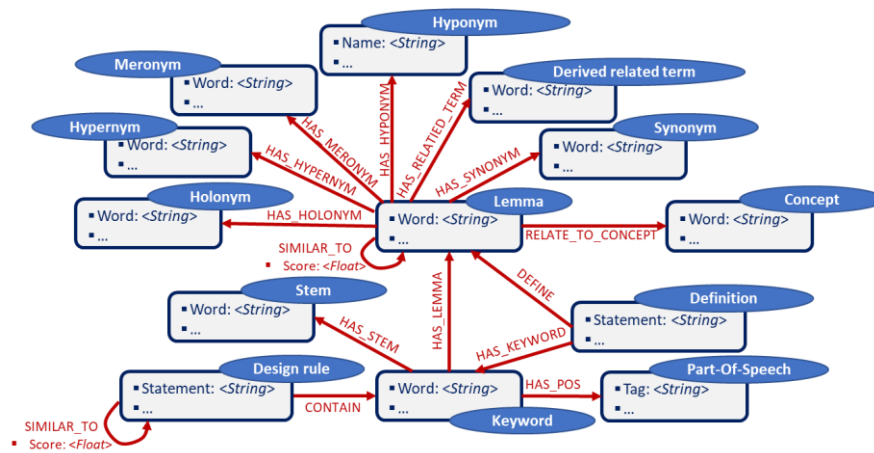 Hyponym
▪ Name: <String>
▪ ...
Meronym
▪ Word: <String>
▪ ...
Derived related term
▪ Word: <String>
▪ ...
Hypernym
▪ Word: <String>
▪ ...
Synonym
▪ Word: <String>
▪ ...
HAS_HYPONYM
HAS_RELATIED_TERM
HAS_MERONYM
HAS_SYNONYM
HAS_HYPERNYM
Holonym
▪ Word: <String>
▪ ...
HAS_HOLONYM
Lemma
▪ Word: <String>
▪ ...
Concept
▪ Word: <String>
▪ ...
RELATE_TO_CONCEPT
SIMILAR_TO
▪ Score: <Float>
Stem
▪ Word: <String>
▪ ...
HAS_STEM
HAS_LEMMA
DEFINE
Definition
▪ Statement: <String>
▪ ...
HAS_KEYWORD
Design rule
▪ Statement: <String>
▪ ...
CONTAIN
▪ Word: <String>
▪ ...
Keyword
HAS_POS
Part-Of-Speech
▪ Tag: <String>
▪ ...
SIMILAR_TO
▪ Score: <Float>